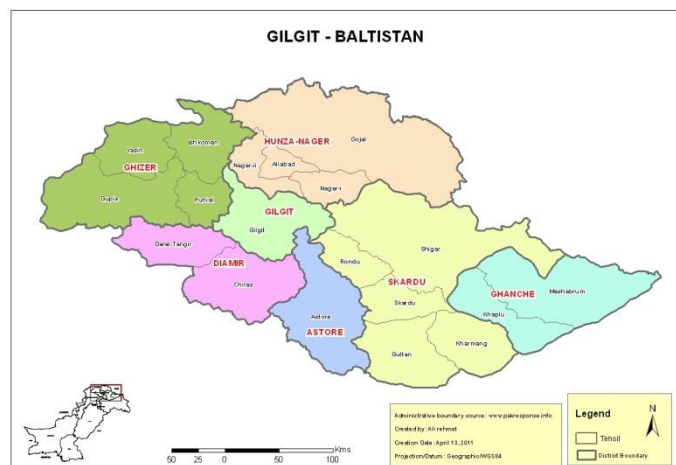 GILGIT - BALTISTAN
Ishkoman
Yasin
HUNZA-NAGER
Gojal
GHIZER
Nagar-ii
Aliabad
Gupis
Punial
Nagar-i
GILGIT
Gilgit
Darel Tangir
DIAMIR
Chilas
Shigar
Rondu
SKARDU
Skardu
GHANCHE
Mashabrum
Khaplu
Astore
ASTORE
Gultari
Kharmang
Administrative boundary source : www.pakresponse.info
Created by: Ali rehmat
Creation Date: April 13, 2011
Projection/Datum : Geographic/WGS84
Legend
N
Tehsil
District Boundary
50 25 0 50 100 150 200
Kms